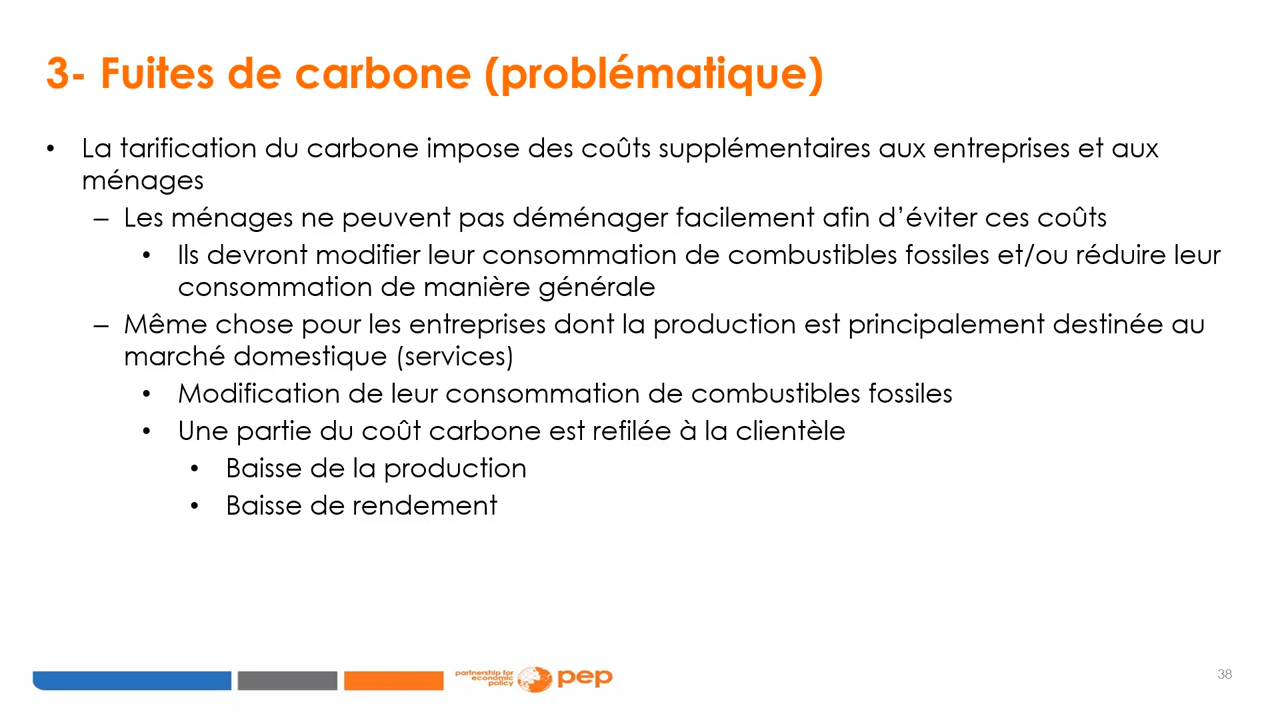 3- Fuites de carbone (problématique)
• La tarification du carbone impose des coûts supplémentaires aux entreprises et aux
ménages
– Les ménages ne peuvent pas déménager facilement afin d’éviter ces coûts
• Ils devront modifier leur consommation de combustibles fossiles et/ou réduire leur
consommation de manière générale
– Même chose pour les entreprises dont la production est principalement destinée au
marché domestique (services)
• Modification de leur consommation de combustibles fossiles
• Une partie du coût carbone est refilée à la clientèle
• Baisse de la production
• Baisse de rendement
partnership for
economic
policy
pep
38